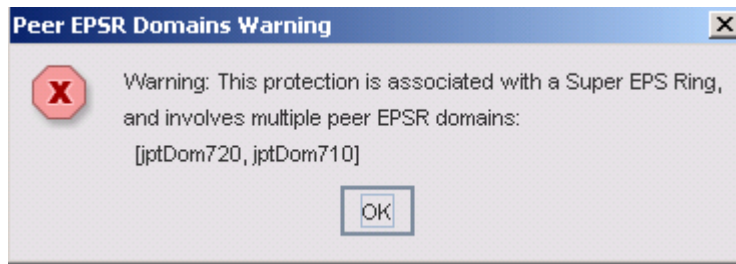 Peer EPSR Domains Warning
Warning: This protection is associated with a Super EPS Ring,
and involves multiple peer EPSR domains:
[jptDom720, jptDom710]
OK